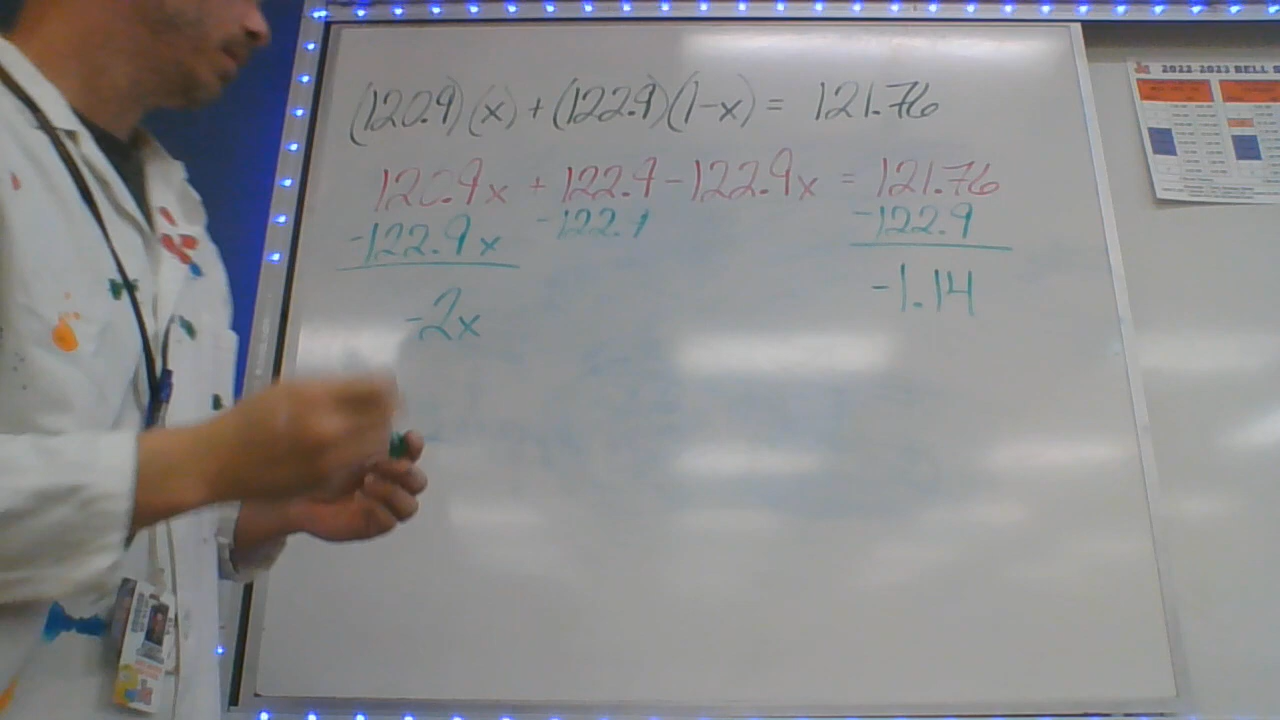 (120.9)(x) + (122.9)(1-x) = 121.76
120.9x + 122.9 - 122.9x = 121.76
-122.9x -122.9 -122.9
-2x -1.14
2022-2023 BELL S